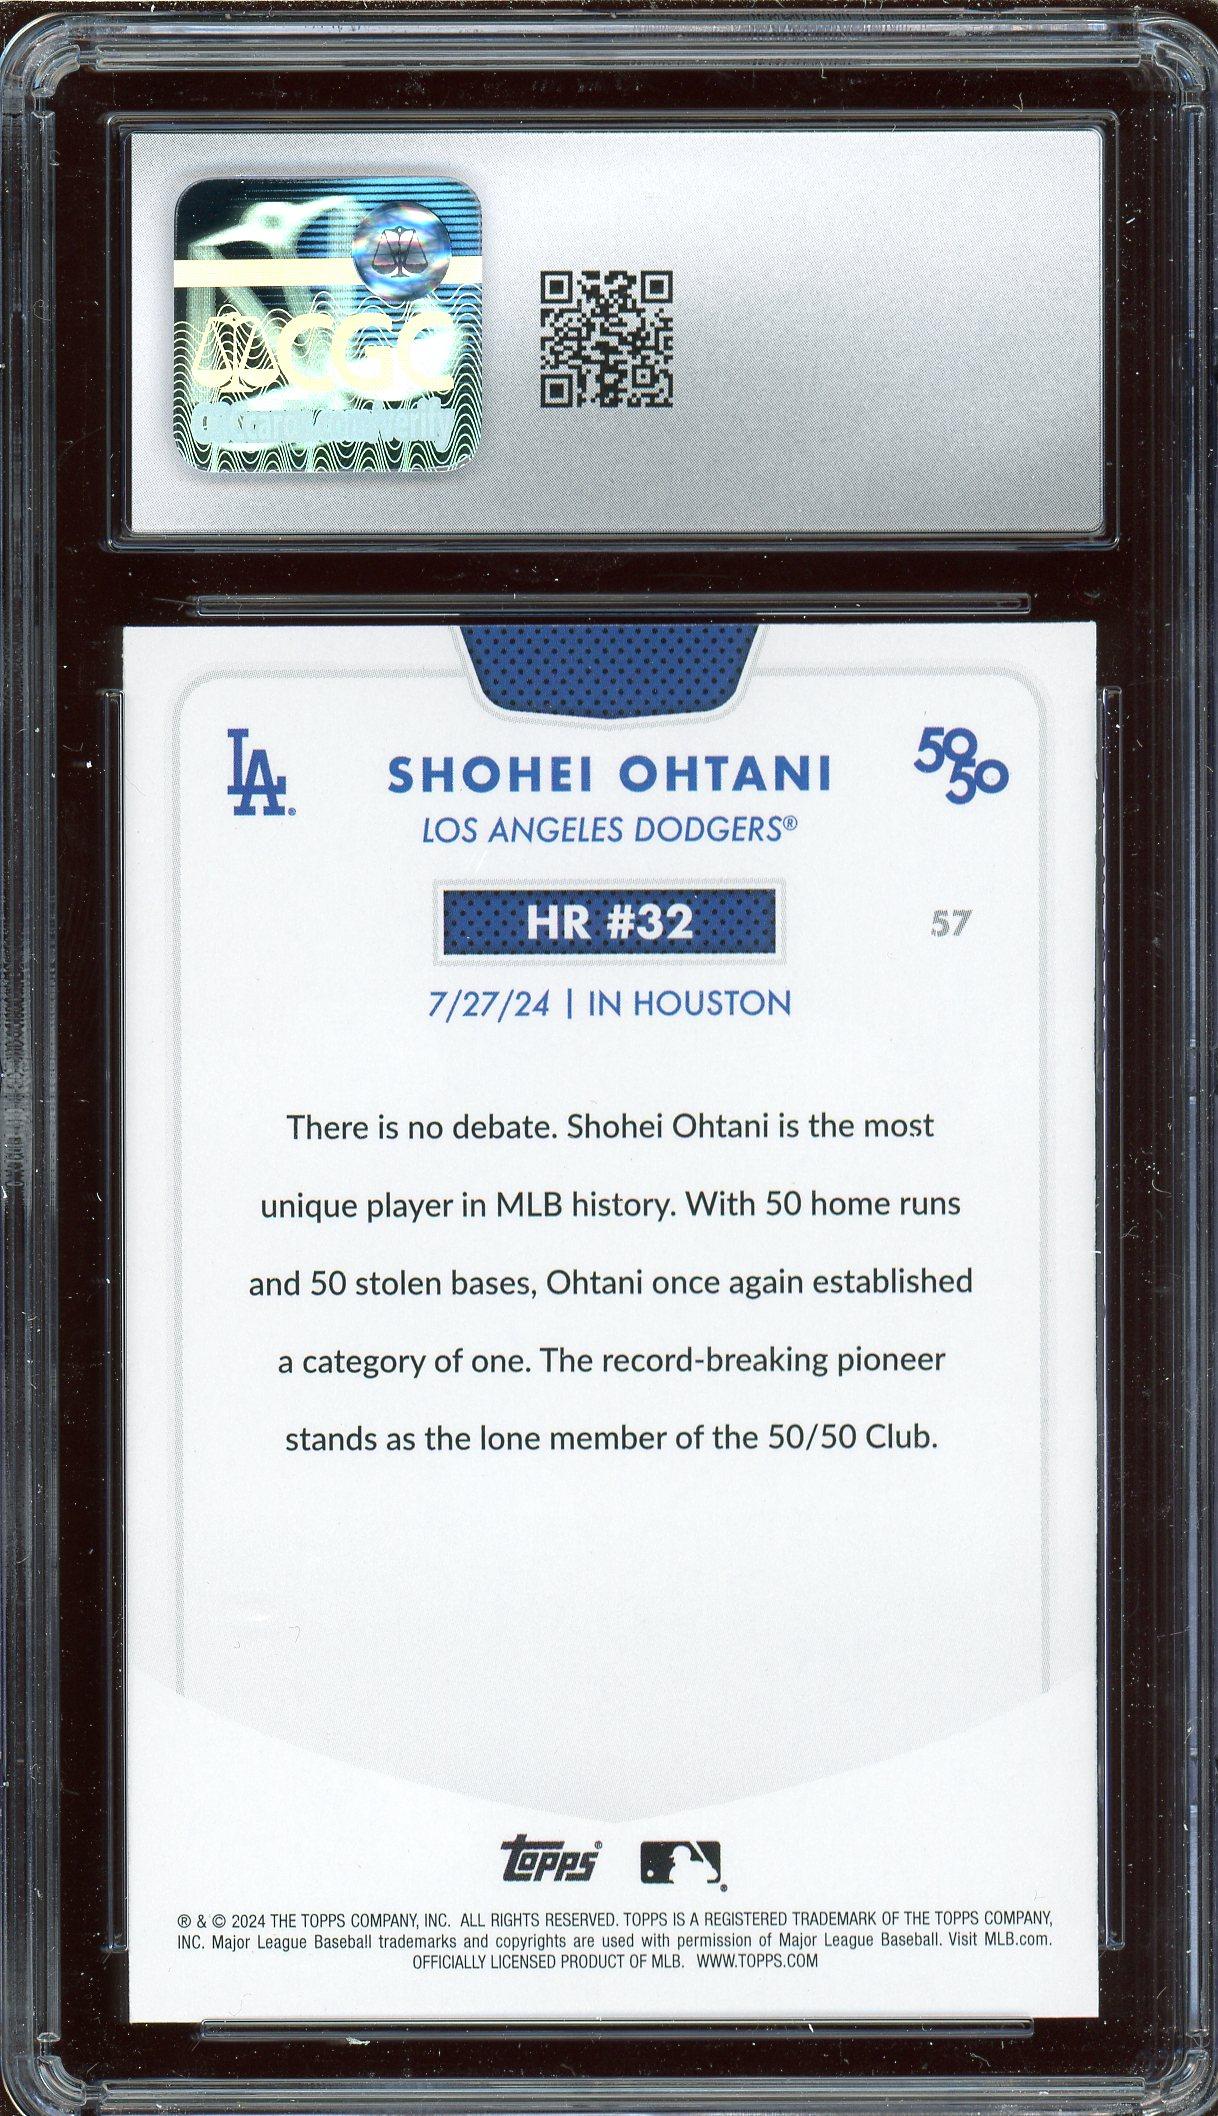 CGC
LA
SHOHEI OHTANI
50
50
LOS ANGELES DODGERS®
HR #32
57
7/27/24 | IN HOUSTON
There is no debate. Shohei Ohtani is the most
unique player in MLB history. With 50 home runs
and 50 stolen bases, Ohtani once again established
a category of one. The record-breaking pioneer
stands as the lone member of the 50/50 Club.
Topps®
® & © 2024 THE TOPPS COMPANY, INC. ALL RIGHTS RESERVED. TOPPS IS A REGISTERED TRADEMARK OF THE TOPPS COMPANY,
INC. Major League Baseball trademarks and copyrights are used with permission of Major League Baseball. Visit MLB.com.
OFFICIALLY LICENSED PRODUCT OF MLB. WWW.TOPPS.COM